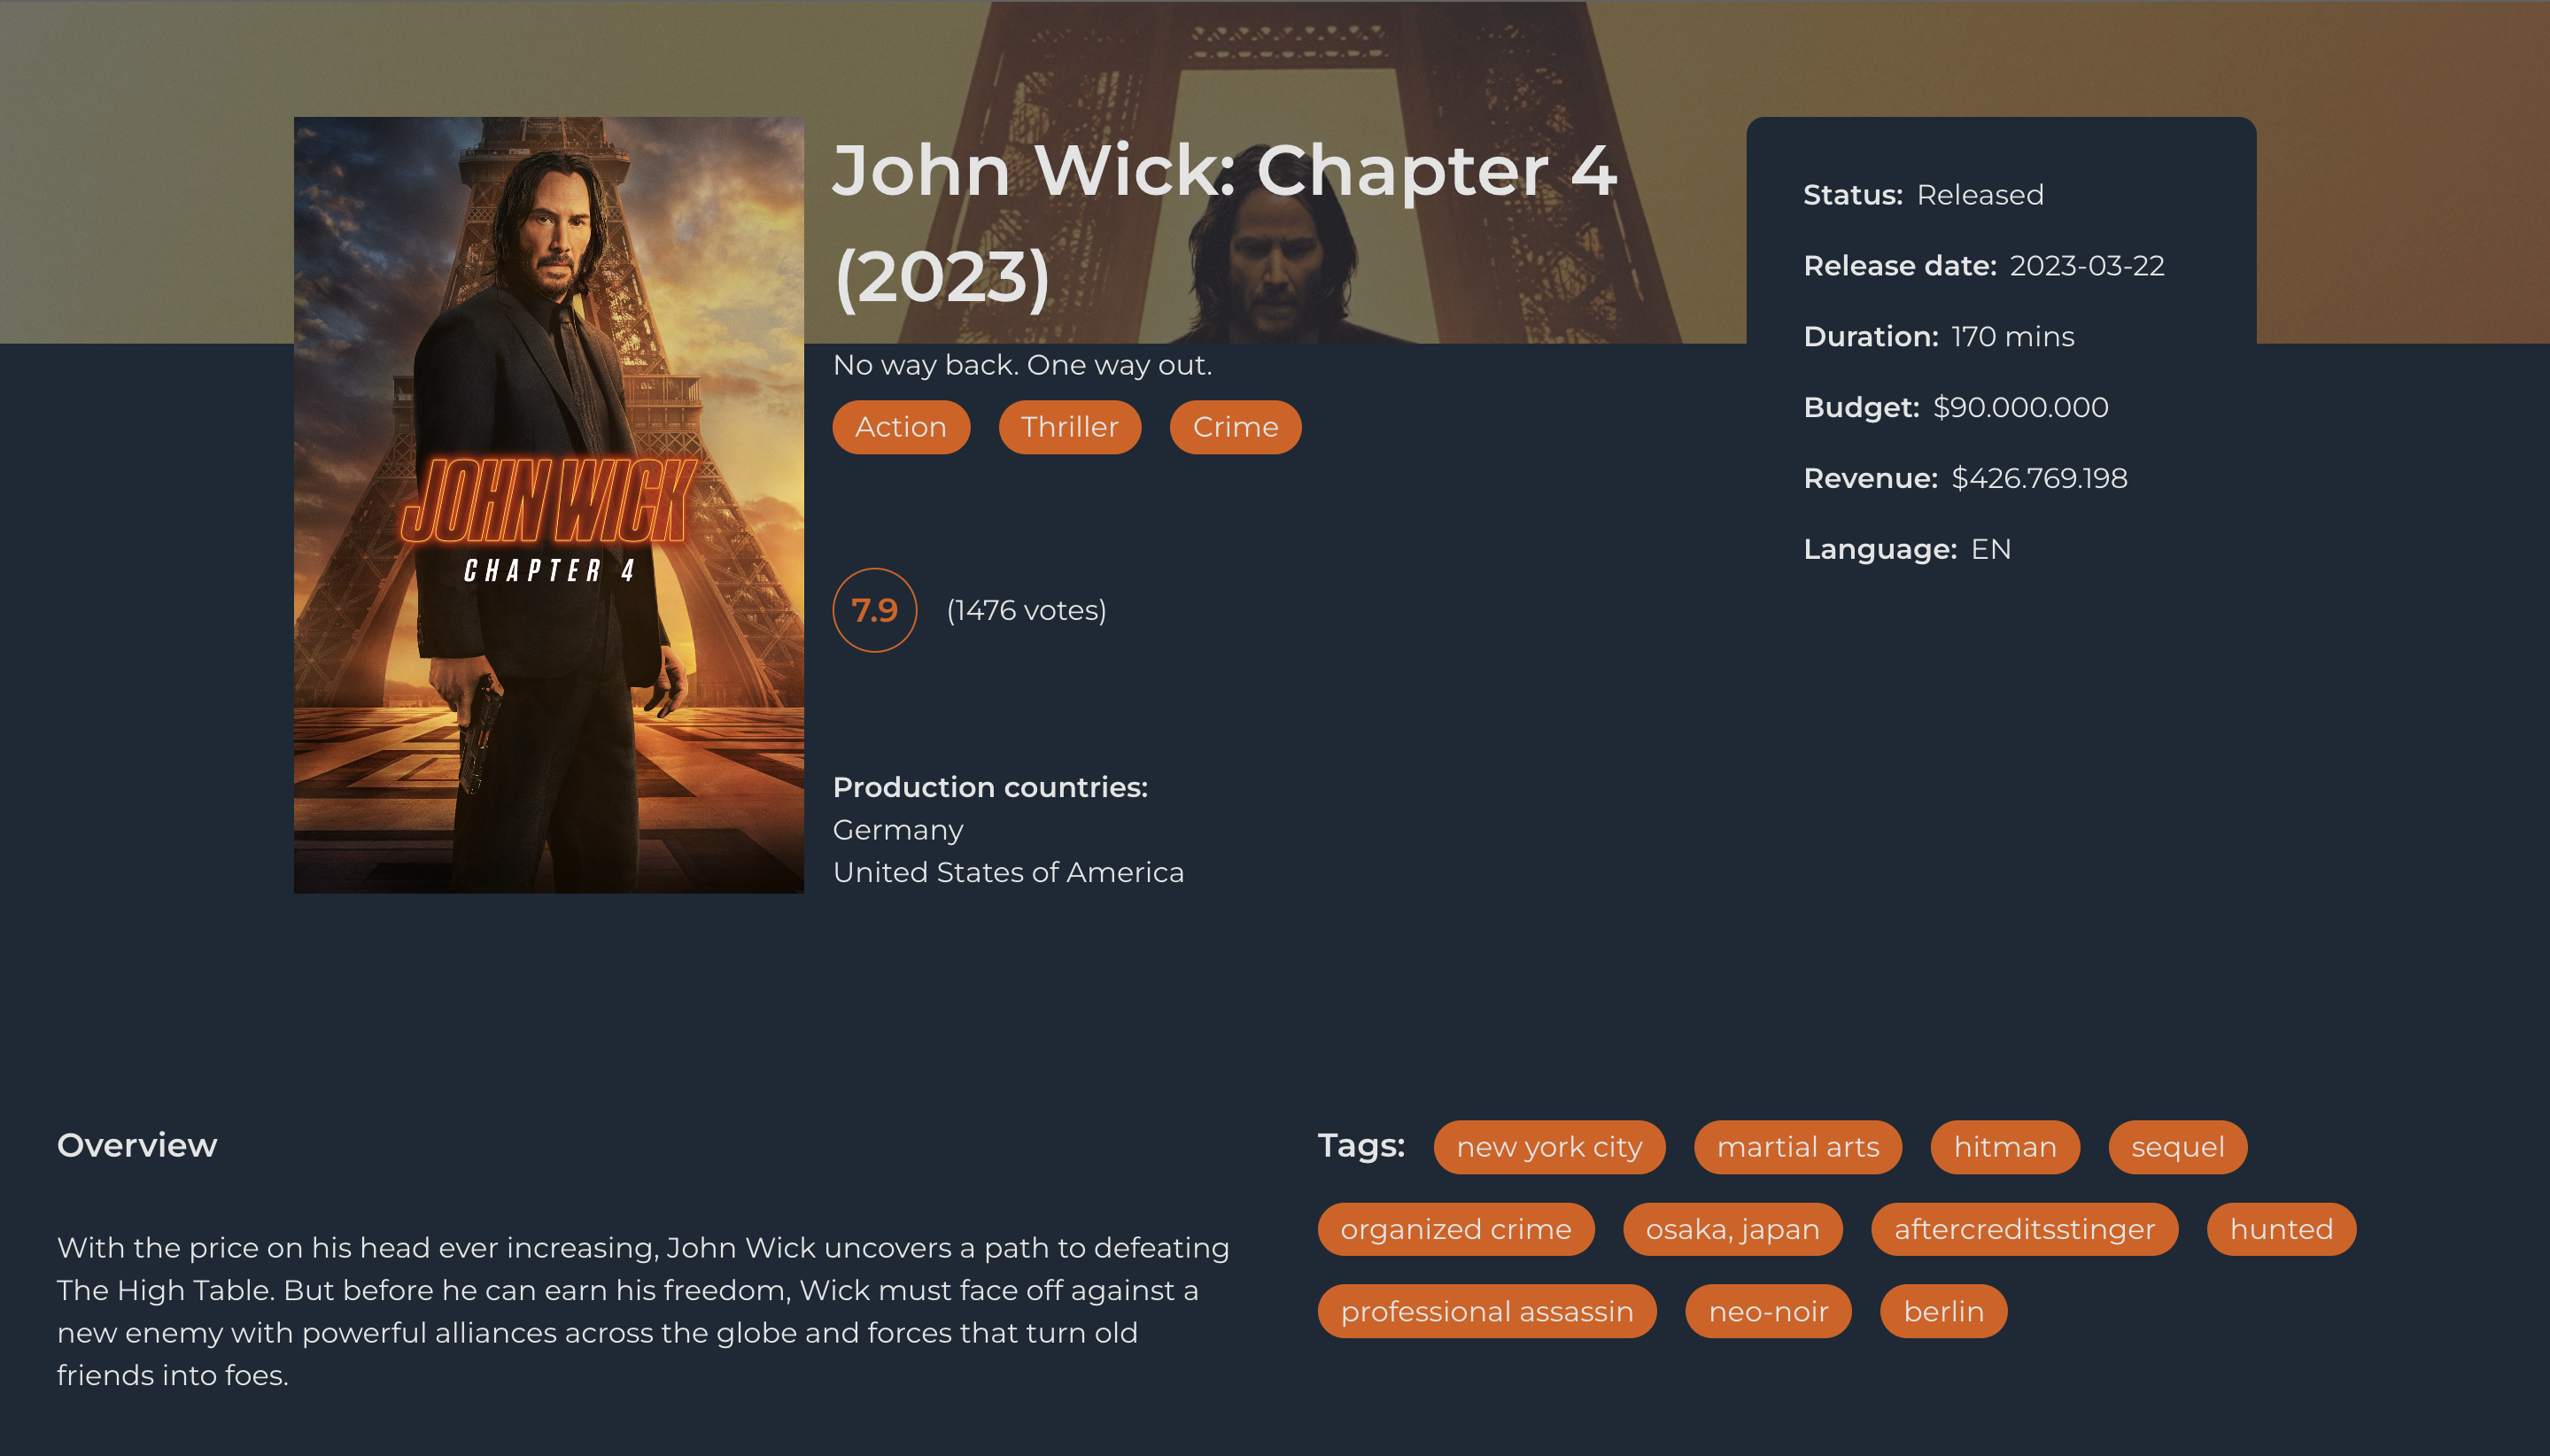 JOHN WICK
CHAPTER 4
John Wick: Chapter 4
(2023)
No way back. One way out.
Action Thriller Crime
7.9 (1476 votes)
Production countries:
Germany
United States of America
Status: Released
Release date: 2023-03-22
Duration: 170 mins
Budget: $90.000.000
Revenue: $426.769.198
Language: EN
Overview
With the price on his head ever increasing, John Wick uncovers a path to defeating
The High Table. But before he can earn his freedom, Wick must face off against a
new enemy with powerful alliances across the globe and forces that turn old
friends into foes.
Tags: new york city martial arts hitman sequel
organized crime osaka, japan aftercreditsstinger hunted
professional assassin neo-noir berlin